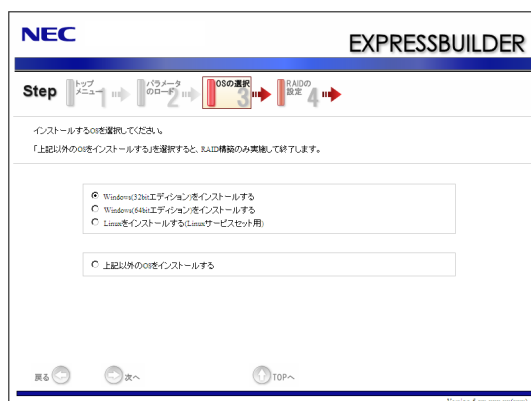 NEC
EXPRESSBUILDER
Step
トップ
メニュー 1
パラメータ
のロード 2
OSの選択
3
RAIDの
設定 4
インストールするOSを選択してください。
「上記以外のOSをインストールする」を選択すると、RAID構築のみ実施して終了します。
Windows(32bitエディション)をインストールする
Windows(64bitエディション)をインストールする
Linuxをインストールする(Linuxサービスセット用)
上記以外のOSをインストールする
戻る
次へ
TOPへ